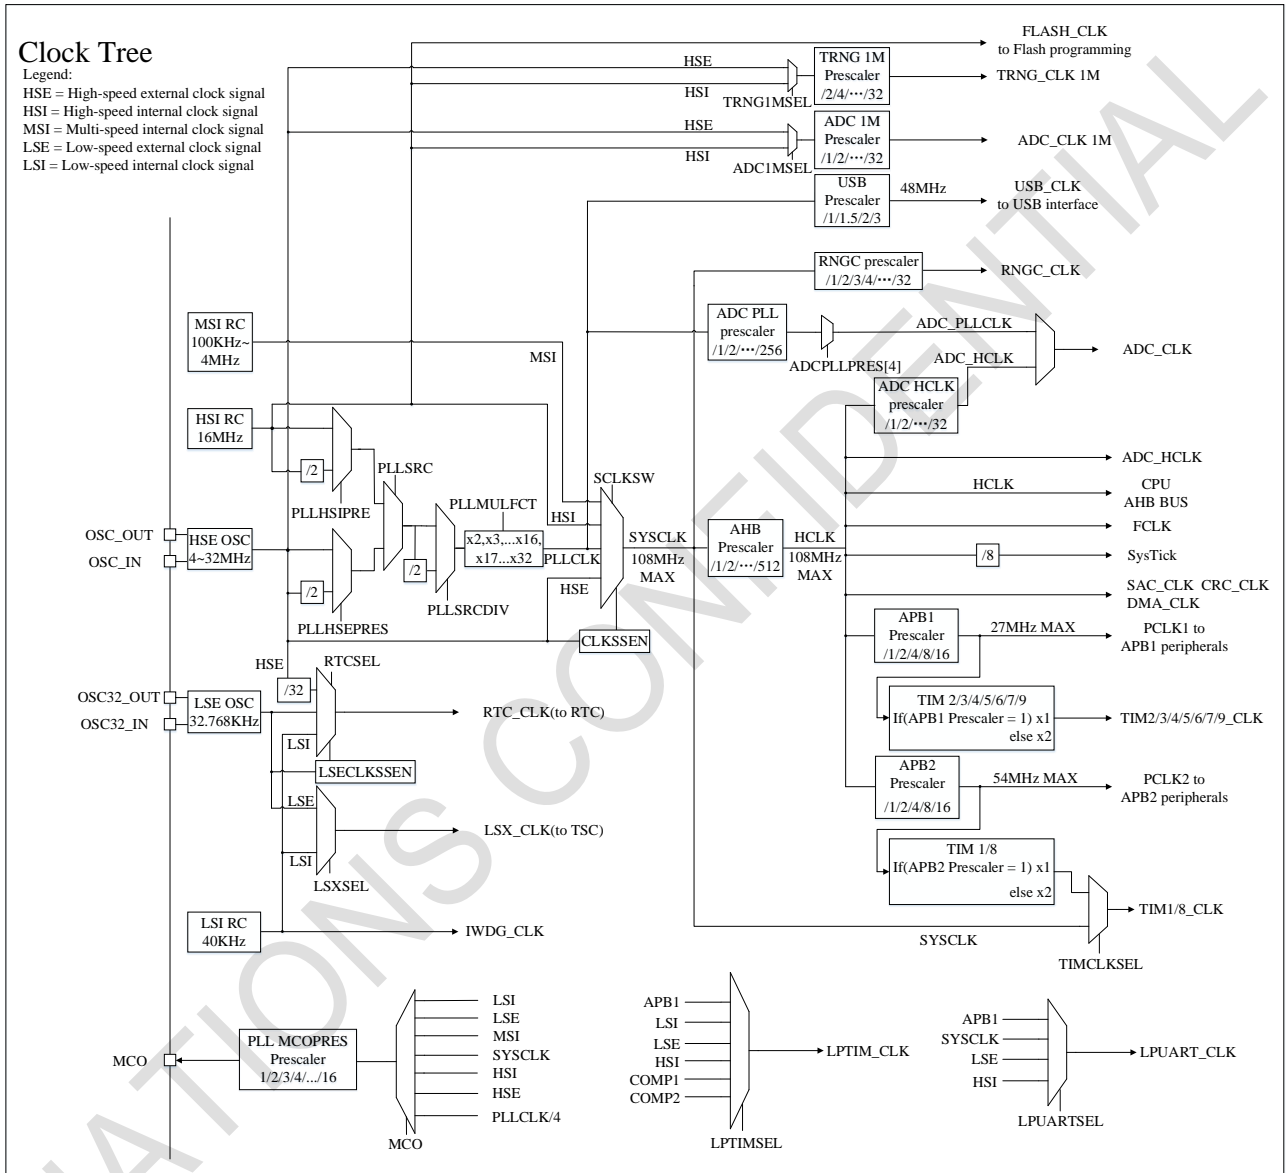 Clock Tree
Legend:
HSE = High-speed external clock signal
HSI = High-speed internal clock signal
MSI = Multi-speed internal clock signal
LSE = Low-speed external clock signal
LSI = Low-speed internal clock signal
FLASH_CLK
to Flash programming
HSE
HSI
TRNG1MSEL
TRNG 1M
Prescaler
/2/4/···/32
TRNG_CLK 1M
HSE
HSI
ADC1MSEL
ADC 1M
Prescaler
/1/2/···/32
ADC_CLK 1M
USB
Prescaler
/1/1.5/2/3
48MHz
USB_CLK
to USB interface
RNGC prescaler
/1/2/3/4/···/32
RNGC_CLK
MSI RC
100KHz~
4MHz
MSI
ADC PLL
prescaler
/1/2/···/256
ADCPLLPRES[4]
ADC_PLLCLK
ADC_HCLK
ADC_CLK
ADC HCLK
prescaler
/1/2/···/32
HSI RC
16MHz
/2
PLLHSIPRE
PLLSRC
PLLMULFCT
SCLKSW
HSI
ADC_HCLK
HCLK
CPU
AHB BUS
FCLK
OSC_OUT
OSC_IN
HSE OSC
4~32MHz
/2
PLLHSEPRES
/2
PLLSRCDIV
x2,x3,...x16,
x17...x32
PLLCLK
HSE
CLKSSEN
SYSCLK
108MHz
MAX
AHB
Prescaler
/1/2/···/512
HCLK
108MHz
MAX
/8
SysTick
SAC_CLK CRC_CLK
DMA_CLK
APB1
Prescaler
/1/2/4/8/16
27MHz MAX
PCLK1 to
APB1 peripherals
HSE
/32
RTCSEL
OSC32_OUT
OSC32_IN
LSE OSC
32.768KHz
LSI
RTC_CLK(to RTC)
LSECLKSSEN
TIM 2/3/4/5/6/7/9
If(APB1 Prescaler = 1) x1
else x2
TIM2/3/4/5/6/7/9_CLK
APB2
Prescaler
/1/2/4/8/16
54MHz MAX
PCLK2 to
APB2 peripherals
LSE
LSI
LSXSEL
LSX_CLK(to TSC)
TIM 1/8
If(APB2 Prescaler = 1) x1
else x2
TIM1/8_CLK
SYSCLK
TIMCLKSEL
LSI RC
40KHz
IWDG_CLK
MCO
PLL MCOPRES
Prescaler
1/2/3/4/.../16
LSI
LSE
MSI
SYSCLK
HSI
HSE
PLLCLK/4
MCO
APB1
LSI
LSE
HSI
COMP1
COMP2
LPTIM_CLK
LPTIMSEL
APB1
SYSCLK
LSE
HSI
LPUART_CLK
LPUARTSEL
NATIONS CONFIDENTIAL